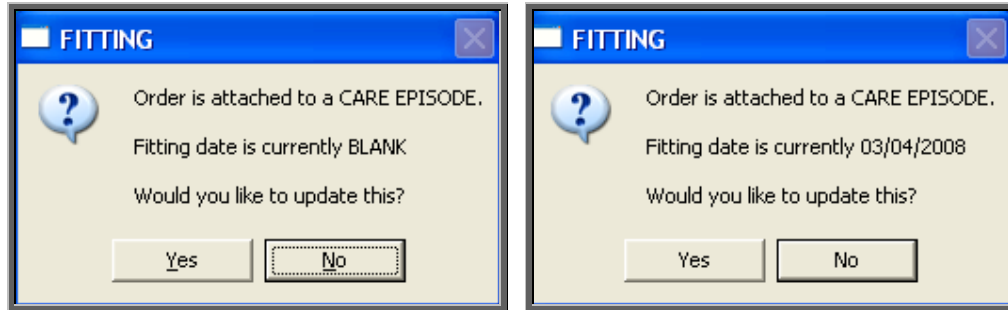 FITTING
Order is attached to a CARE EPISODE.
Fitting date is currently BLANK
Would you like to update this?
Yes No
FITTING
Order is attached to a CARE EPISODE.
Fitting date is currently 03/04/2008
Would you like to update this?
Yes No